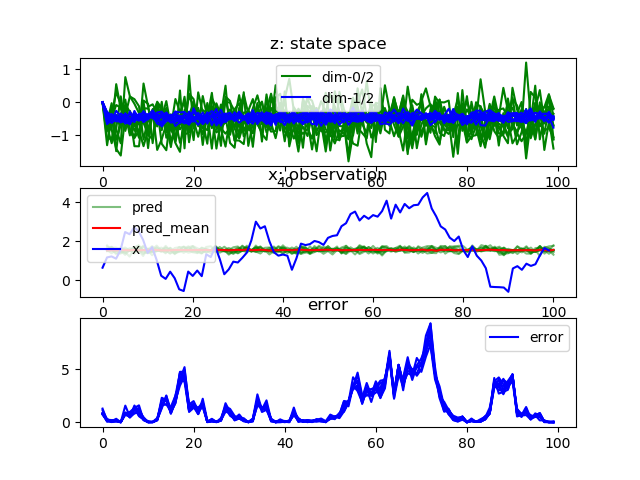 z: state space
1
0
−1
dim-0/2
dim-1/2
0 20 40 60 80 100
x: observation
4
2
0
pred
pred_mean
x
0 20 40 60 80 100
error
5
0
error
0 20 40 60 80 100